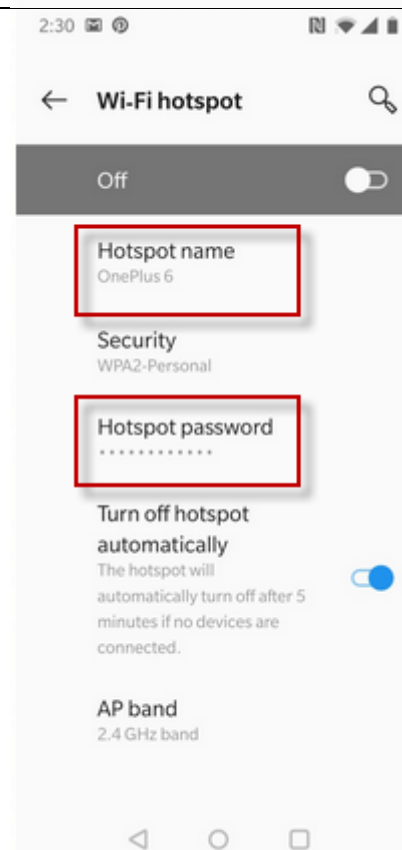 2:30
Wi-Fi hotspot
Off
Hotspot name
OnePlus 6
Security
WPA2-Personal
Hotspot password
••••••••••••
Turn off hotspot
automatically
The hotspot will
automatically turn off after 5
minutes if no devices are
connected.
AP band
2.4 GHz band